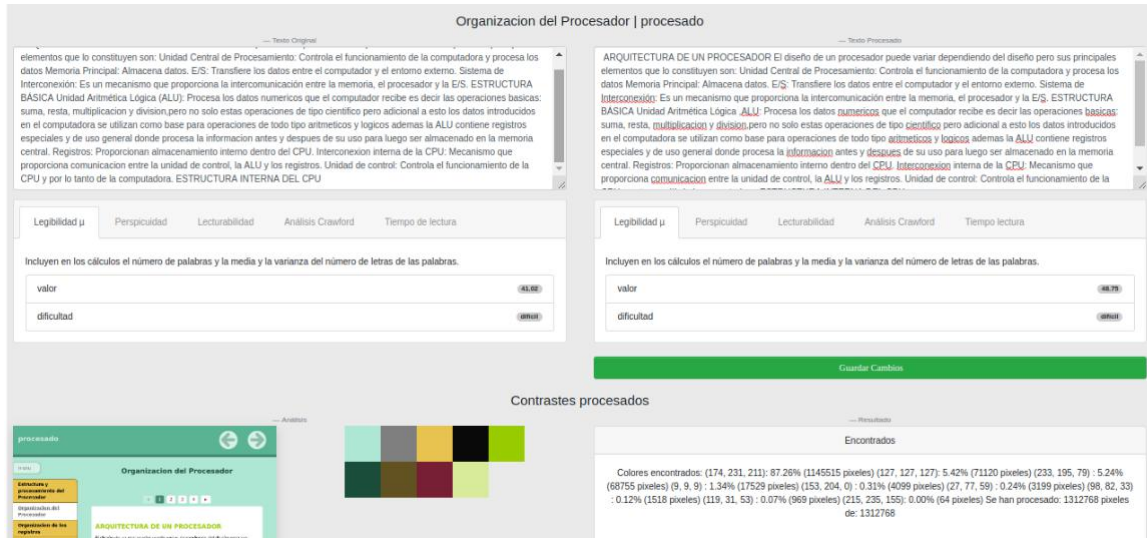 Organizacion del Procesador | procesado
— Texto Original
elementos que lo constituyen son: Unidad Central de Procesamiento: Controla el funcionamiento de la computadora y procesa los
datos Memoria Principal: Almacena datos. E/S: Transfiere los datos entre el computador y el entorno externo. Sistema de
Interconexión: Es un mecanismo que proporciona la intercomunicación entre la memoria, el procesador y la E/S. ESTRUCTURA
BÁSICA Unidad Aritmética Lógica (ALU): Procesa los datos numericos que el computador recibe es decir las operaciones basicas:
suma, resta, multiplicacion y division,pero no solo estas operaciones de tipo cientifico pero adicional a esto los datos introducidos
en el computadora se utilizan como base para operaciones de todo tipo aritmeticos y logicos ademas la ALU contiene registros
especiales y de uso general donde procesa la informacion antes y despues de su uso para luego ser almacenado en la memoria
central. Registros: Proporcionan almacenamiento interno dentro del CPU. Interconexion interna de la CPU: Mecanismo que
proporciona comunicacion entre la unidad de control, la ALU y los registros. Unidad de control: Controla el funcionamiento de la
CPU y por lo tanto de la computadora. ESTRUCTURA INTERNA DEL CPU
— Texto Procesado
ARQUITECTURA DE UN PROCESADOR El diseño de un procesador puede variar dependiendo del diseño pero sus principales
elementos que lo constituyen son: Unidad Central de Procesamiento: Controla el funcionamiento de la computadora y procesa los
datos Memoria Principal: Almacena datos. E/S: Transfiere los datos entre el computador y el entorno externo. Sistema de
Interconexión: Es un mecanismo que proporciona la intercomunicación entre la memoria, el procesador y la E/S. ESTRUCTURA
BÁSICA Unidad Aritmética Lógica ,ALU: Procesa los datos numericos que el computador recibe es decir las operaciones basicas:
suma, resta, multiplicacion y division,pero no solo estas operaciones de tipo cientifico pero adicional a esto los datos introducidos
en el computadora se utilizan como base para operaciones de todo tipo aritmeticos y logicos ademas la ALU contiene registros
especiales y de uso general donde procesa la informacion antes y despues de su uso para luego ser almacenado en la memoria
central. Registros: Proporcionan almacenamiento interno dentro del CPU. Interconexion interna de la CPU: Mecanismo que
proporciona comunicacion entre la unidad de control, la ALU y los registros. Unidad de control: Controla el funcionamiento de la
Legibilidad µ Perspicuidad Lecturabilidad Análisis Crawford Tiempo de lectura
Incluyen en los cálculos el número de palabras y la media y la varianza del número de letras de las palabras.
valor 41.02
dificultad difícil
Legibilidad µ Perspicuidad Lecturabilidad Análisis Crawford Tiempo lectura
Incluyen en los cálculos el número de palabras y la media y la varianza del número de letras de las palabras.
valor 48.75
dificultad difícil
Guardar Cambios
Contrastes procesados
— Análisis
procesado
menu
Estructura y
procesamiento del
Procesador
Organizacion del
Procesador
Organizacion de los
registros
Organizacion del Procesador
1 2 3 4
ARQUITECTURA DE UN PROCESADOR
— Resultado
Encontrados
Colores encontrados: (174, 231, 211): 87.26% (1145515 pixeles) (127, 127, 127): 5.42% (71120 pixeles) (233, 195, 79) : 5.24%
(68755 pixeles) (9, 9, 9) : 1.34% (17529 pixeles) (153, 204, 0) : 0.31% (4099 pixeles) (27, 77, 59) : 0.24% (3199 pixeles) (98, 82, 33)
: 0.12% (1518 pixeles) (119, 31, 53) : 0.07% (969 pixeles) (215, 235, 155): 0.00% (64 pixeles) Se han procesado: 1312768 pixeles
de: 1312768